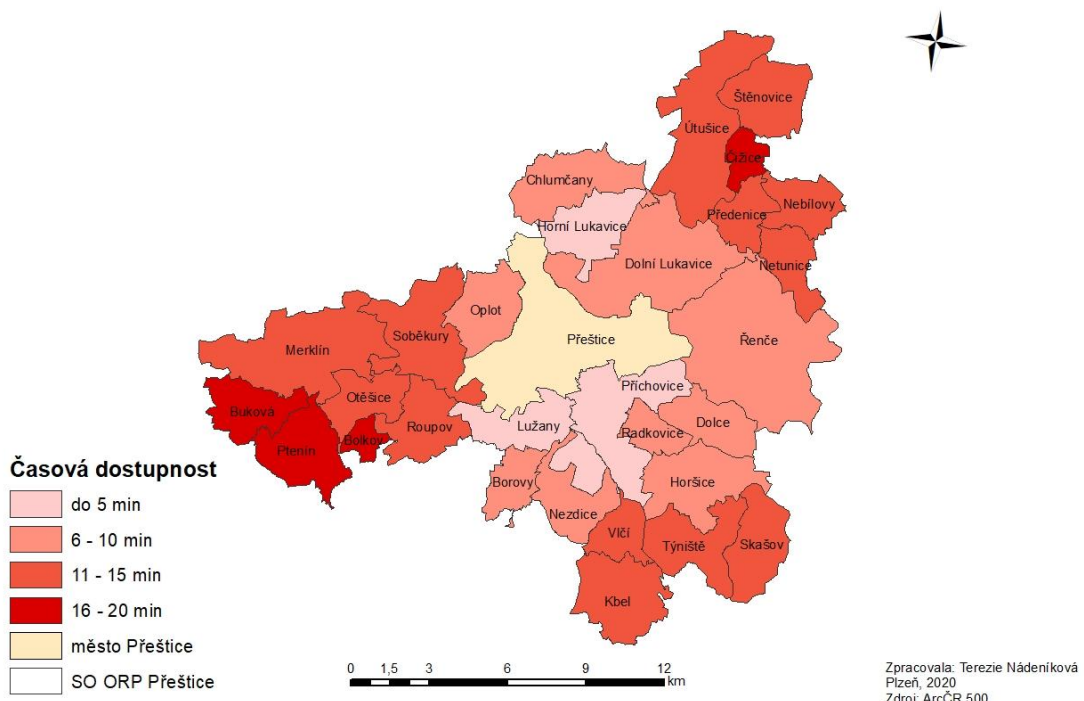 Štěnovice
Útušice
Čižice
Chlumčany
Nebílovy
Předenice
Horní Lukavice
Dolní Lukavice
Netunice
Oplot
Soběkury
Přeštice
Řenče
Merklín
Příchovice
Otěšice
Buková
Dolce
Roupov
Lužany
Radkovice
Bolkov
Ptenín
Borovy
Horšice
Nezdice
Vlčí
Týniště
Skašov
Kbel
Časová dostupnost
do 5 min
6 - 10 min
11 - 15 min
16 - 20 min
město Přeštice
SO ORP Přeštice
0 1,5 3 6 9 12
km
Zpracovala: Terezie Nádeníková
Plzeň, 2020
Zdroj: ArcČR 500